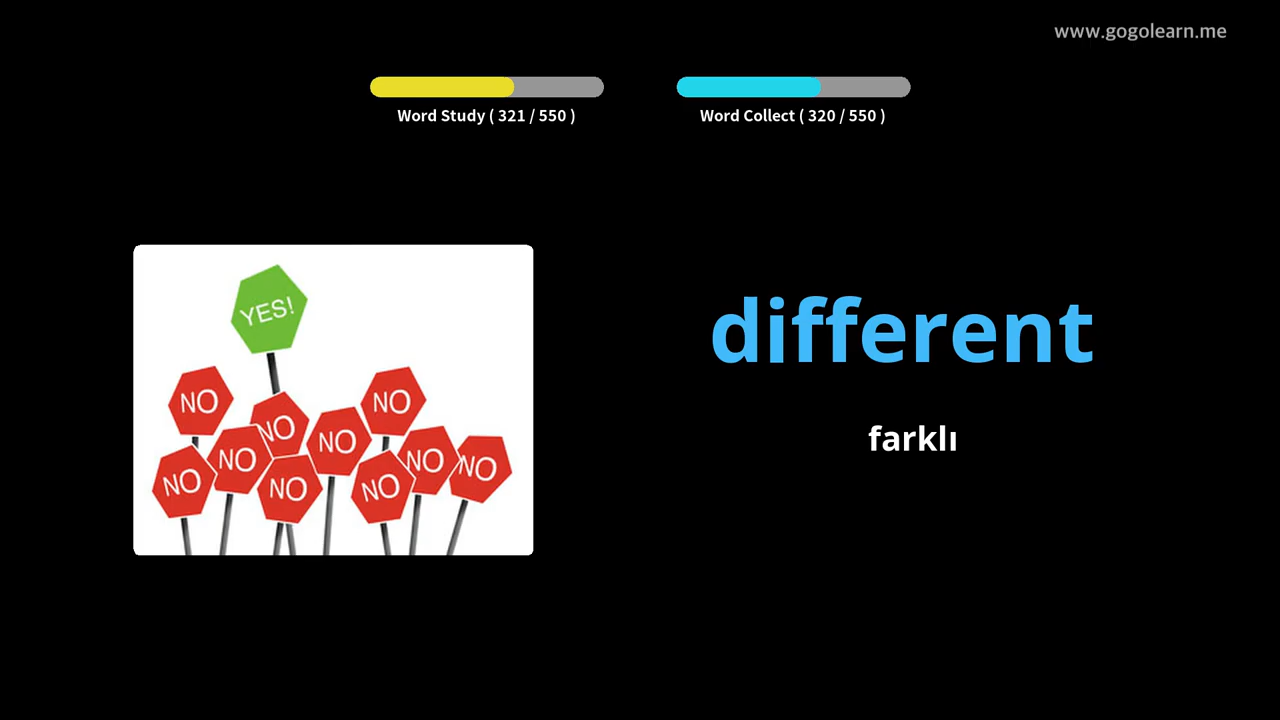 www.gogolearn.me
Word Study ( 321 / 550 )
Word Collect ( 320 / 550 )
YES!
NO
NO
NO
NO
NO
NO
NO
NO
NO
NO
different
farklı